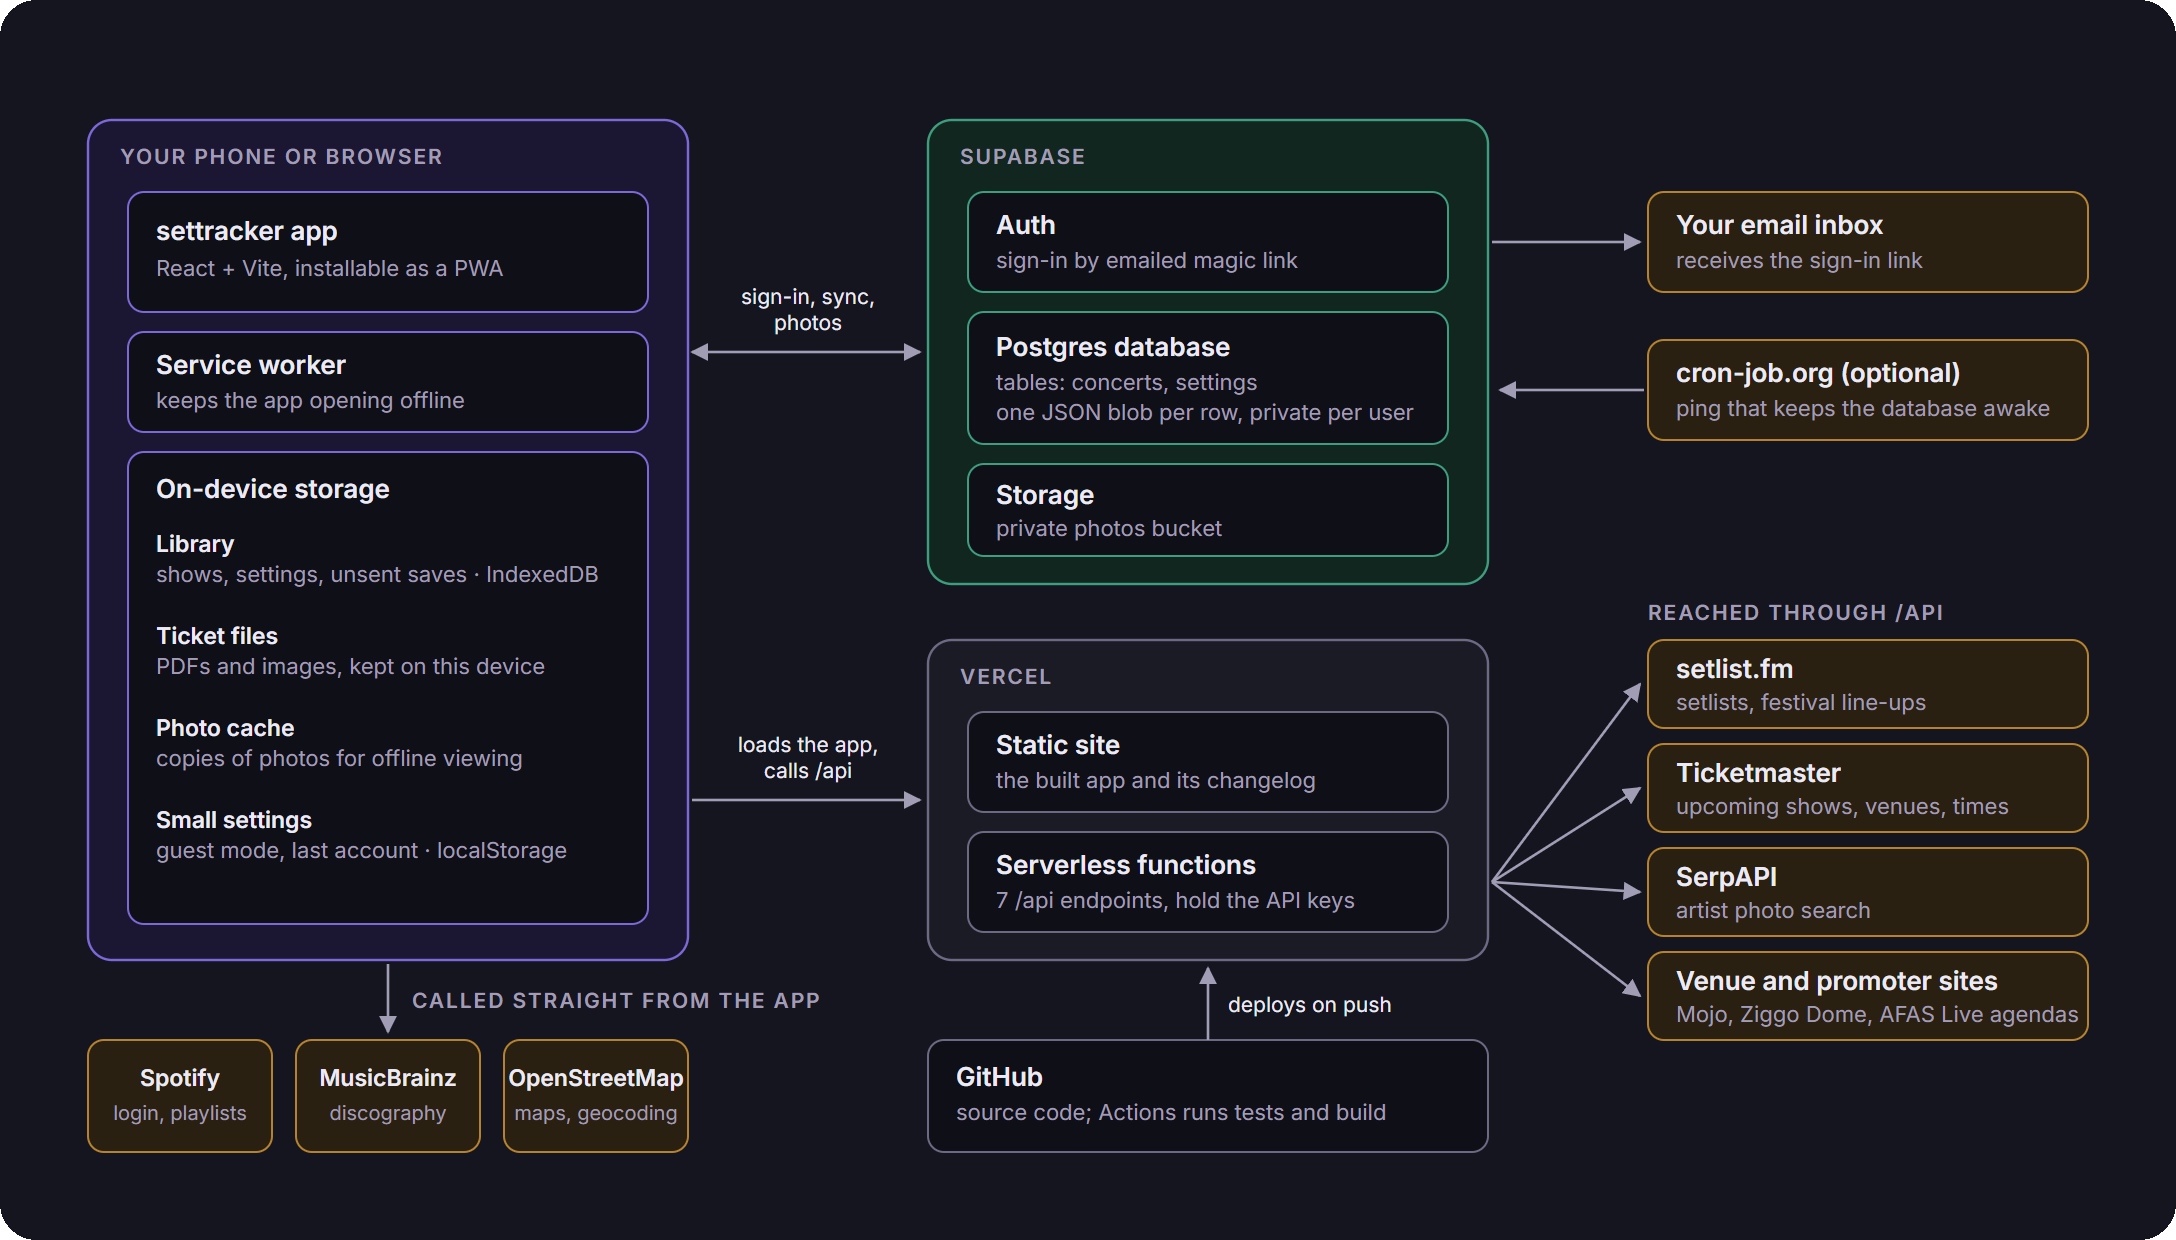 YOUR PHONE OR BROWSER
settracker app
React + Vite, installable as a PWA
Service worker
keeps the app opening offline
On-device storage
Library
shows, settings, unsent saves · IndexedDB
Ticket files
PDFs and images, kept on this device
Photo cache
copies of photos for offline viewing
Small settings
guest mode, last account · localStorage
sign-in, sync,
photos
loads the app,
calls /api
SUPABASE
Auth
sign-in by emailed magic link
Postgres database
tables: concerts, settings
one JSON blob per row, private per user
Storage
private photos bucket
Your email inbox
receives the sign-in link
cron-job.org (optional)
ping that keeps the database awake
VERCEL
Static site
the built app and its changelog
Serverless functions
7 /api endpoints, hold the API keys
REACHED THROUGH /API
setlist.fm
setlists, festival line-ups
Ticketmaster
upcoming shows, venues, times
SerpAPI
artist photo search
Venue and promoter sites
Mojo, Ziggo Dome, AFAS Live agendas
CALLED STRAIGHT FROM THE APP
Spotify
login, playlists
MusicBrainz
discography
OpenStreetMap
maps, geocoding
deploys on push
GitHub
source code; Actions runs tests and build